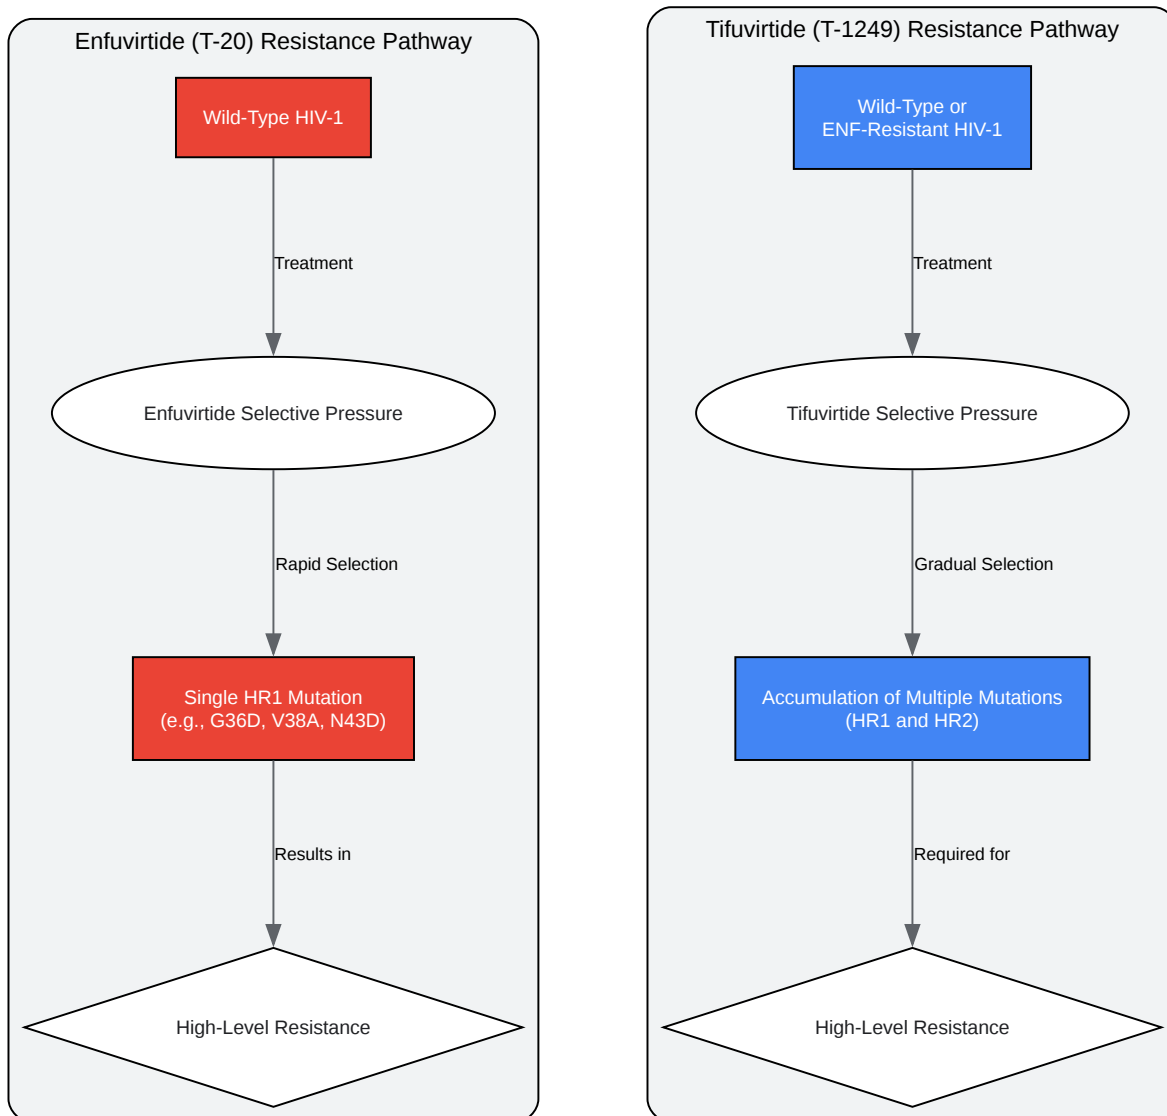 Enfuvirtide (T-20) Resistance Pathway
Wild-Type HIV-1
Treatment
Enfuvirtide Selective Pressure
Rapid Selection
Single HR1 Mutation
(e.g., G36D, V38A, N43D)
Results in
High-Level Resistance
Tifuvirtide (T-1249) Resistance Pathway
Wild-Type or
ENF-Resistant HIV-1
Treatment
Tifuvirtide Selective Pressure
Gradual Selection
Accumulation of Multiple Mutations
(HR1 and HR2)
Required for
High-Level Resistance